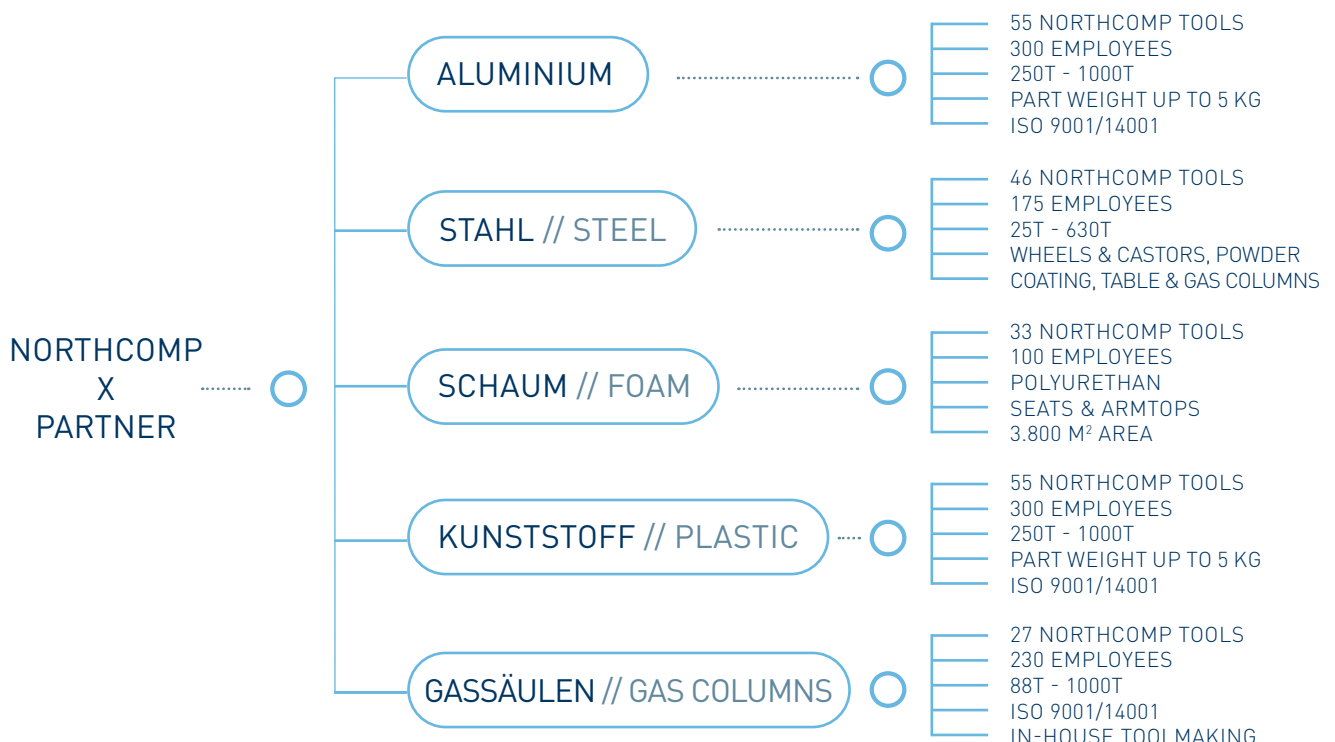 NORTHCOMP
X
PARTNER
ALUMINIUM
55 NORTHCOMP TOOLS
300 EMPLOYEES
250T - 1000T
PART WEIGHT UP TO 5 KG
ISO 9001/14001
STAHL // STEEL
46 NORTHCOMP TOOLS
175 EMPLOYEES
25T - 630T
WHEELS & CASTORS, POWDER
COATING, TABLE & GAS COLUMNS
SCHAUM // FOAM
33 NORTHCOMP TOOLS
100 EMPLOYEES
POLYURETHAN
SEATS & ARMTOPS
3.800 M² AREA
KUNSTSTOFF // PLASTIC
55 NORTHCOMP TOOLS
300 EMPLOYEES
250T - 1000T
PART WEIGHT UP TO 5 KG
ISO 9001/14001
GASSÄULEN // GAS COLUMNS
27 NORTHCOMP TOOLS
230 EMPLOYEES
88T - 1000T
ISO 9001/14001
IN-HOUSE TOOLMAKING